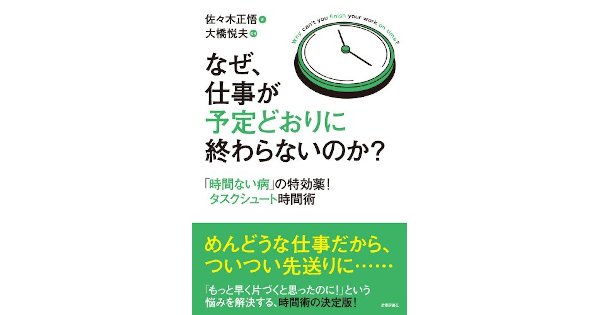 佐々木正悟 著
大橋悦夫 監修
Why can't you finish your work on time?
なぜ、
仕事が
予定どおりに
終わらないのか?
「時間ない病」の特効薬!
タスクシュート時間術
めんどうな仕事だから、
ついつい先送りに……
「もっと早く片づくと思ったのに!」という
悩みを解決する、時間術の決定版!
技術評論社